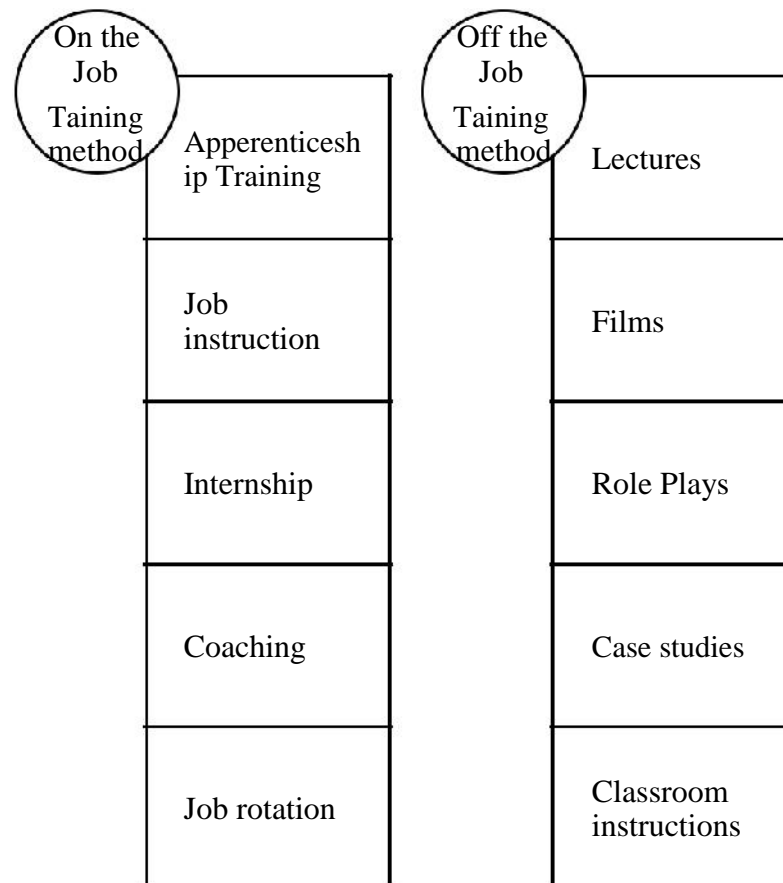 On the
Job
Taining
method
Apperenticesh
ip Training
Job
instruction
Internship
Coaching
Job rotation
Off the
Job
Taining
method
Lectures
Films
Role Plays
Case studies
Classroom
instructions